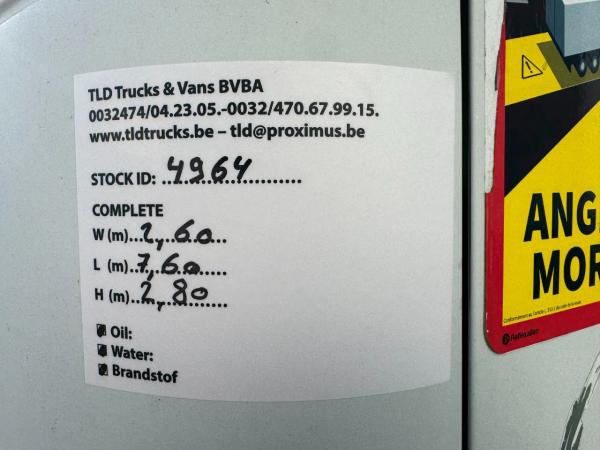 TLD Trucks & Vans BVBA
0032474/04.23.05.-0032/470.67.99.15.
www.tldtrucks.be – tld@proximus.be
STOCK ID: 4964
COMPLETE
W (m)...2,60...
L (m)..7,60.....
H (m)..2,80.....
Oil:
Water:
Brandstof
ANG
MOR